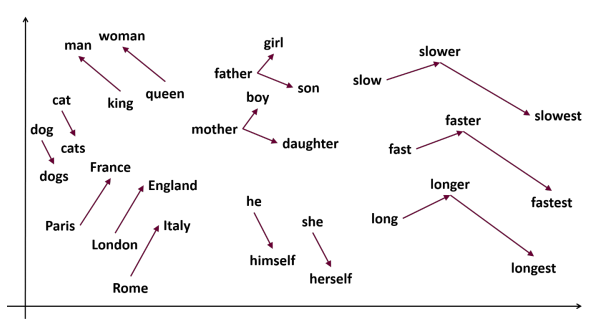 man
woman
king
queen
cat
cats
dog
dogs
France
England
Italy
Paris
London
Rome
girl
father
son
boy
mother
daughter
he
himself
she
herself
slow
slower
slowest
fast
faster
fastest
long
longer
longest